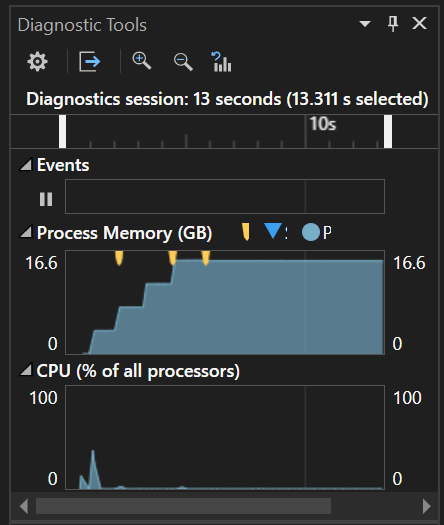 Diagnostic Tools
Diagnostics session: 13 seconds (13.311 s selected)
10s
Events
Process Memory (GB) S P
16.6 16.6
0 0
CPU (% of all processors)
100 100
0 0